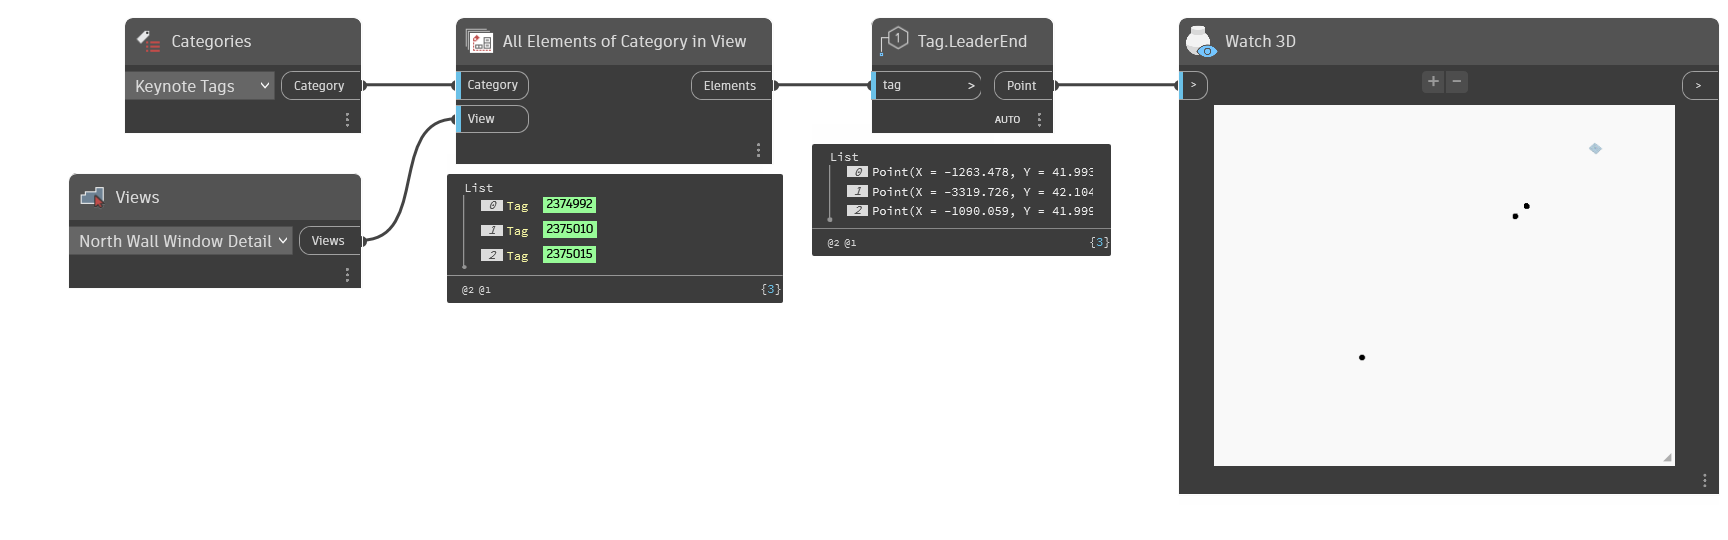 Categories
Keynote Tags
Category
Views
North Wall Window Detail
Views
All Elements of Category in View
Category
Elements
View
List
0 Tag 2374992
1 Tag 2375010
2 Tag 2375015
@2 @1
{3}
Tag.LeaderEnd
tag >
Point
AUTO
List
0 Point(X = -1263.478, Y = 41.993
1 Point(X = -3319.726, Y = 42.104
2 Point(X = -1090.059, Y = 41.999
@2 @1
{3}
Watch 3D
>
+ −
>